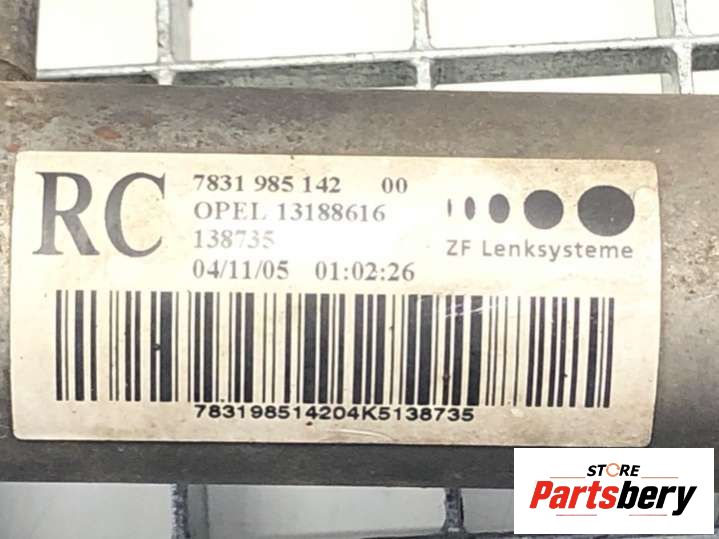 RC
7831 985 142 00
OPEL 13188616
138735
04/11/05 01:02:26
ZF Lenksysteme
783198514204K5138735
STORE
Partsbery